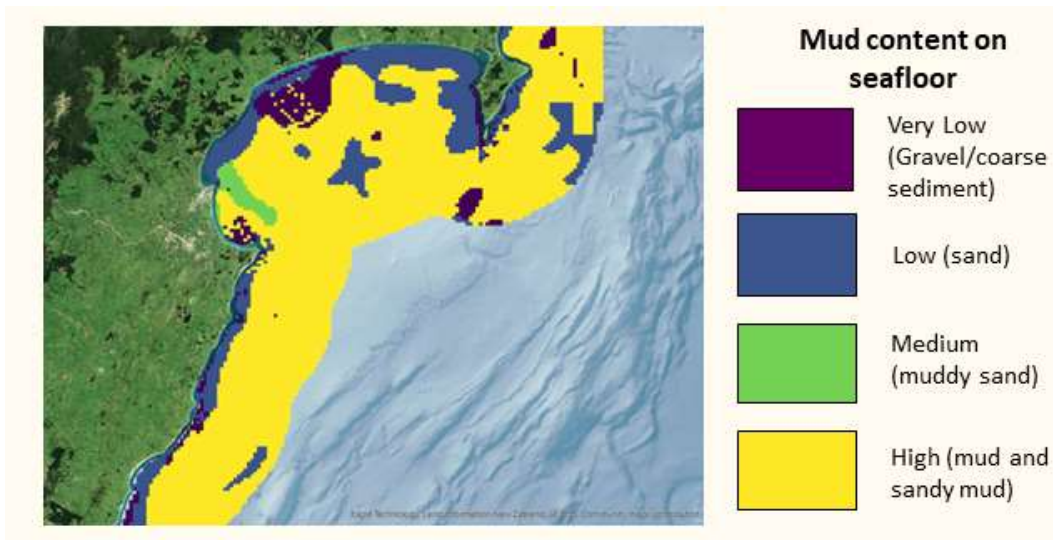 Mud content on
seafloor
Very Low
(Gravel/coarse
sediment)
Low (sand)
Medium
(muddy sand)
High (mud and
sandy mud)